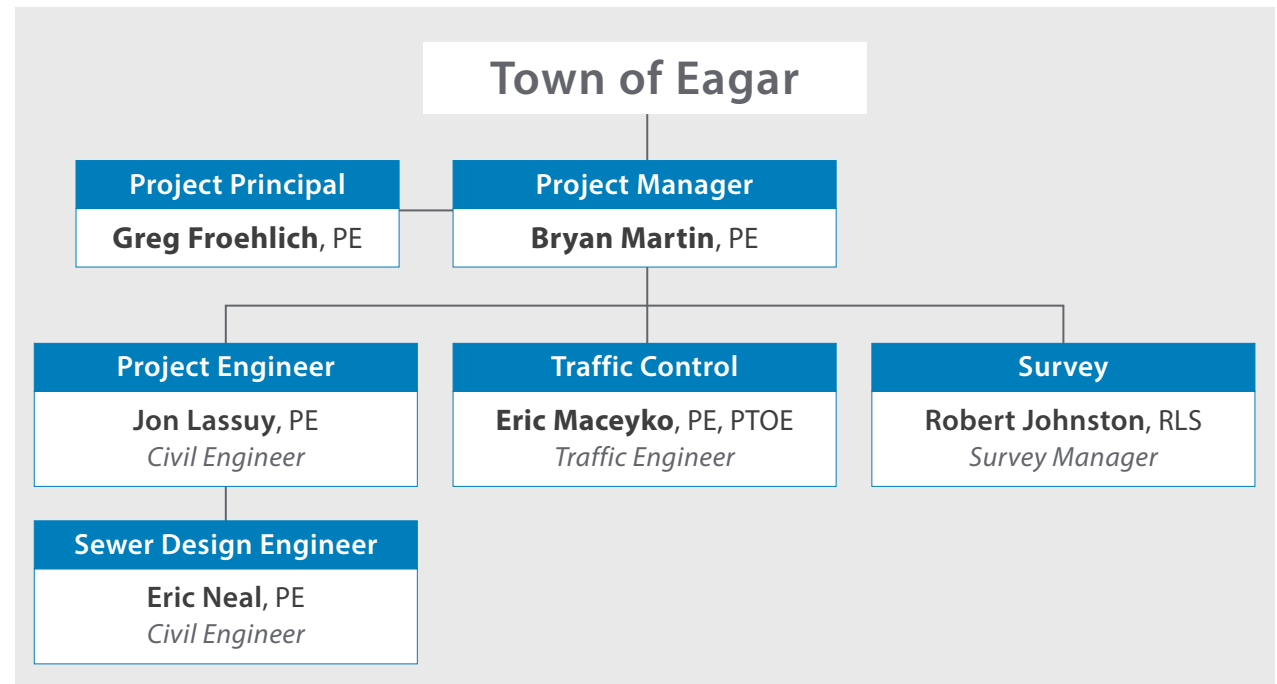 Town of Eagar
Project Principal
Greg Froehlich, PE
Project Manager
Bryan Martin, PE
Project Engineer
Jon Lassuy, PE
Civil Engineer
Traffic Control
Eric Maceyko, PE, PTOE
Traffic Engineer
Survey
Robert Johnston, RLS
Survey Manager
Sewer Design Engineer
Eric Neal, PE
Civil Engineer